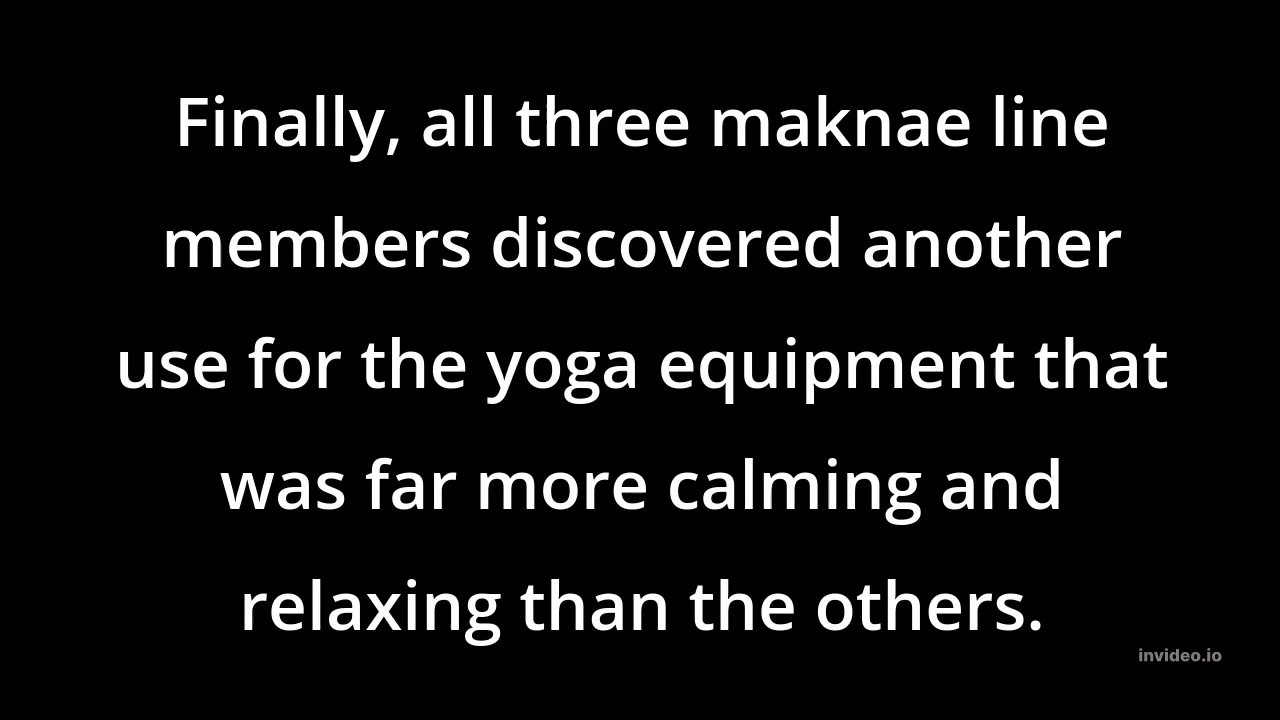 Finally, all three maknae line
members discovered another
use for the yoga equipment that
was far more calming and
relaxing than the others.
invideo.io